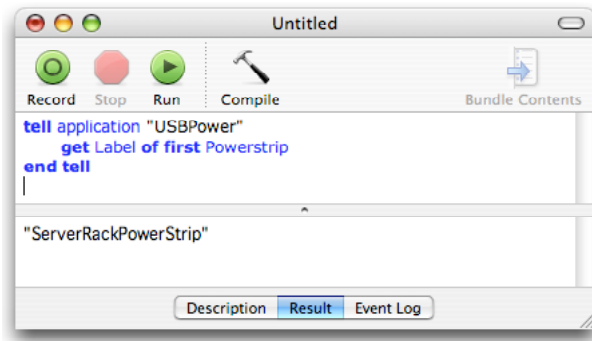 Untitled
Record Stop Run Compile Bundle Contents
tell application "USBPower"
get Label of first Powerstrip
end tell
"ServerRackPowerStrip"
Description Result Event Log